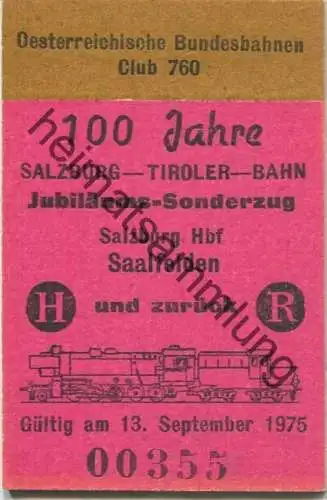 Oesterreichische Bundesbahnen
Club 760
100 Jahre
SALZBURG—TIROLER—BAHN
Jubiläums-Sonderzug
Salzburg Hbf
Saalfelden
H und zurück R
Gültig am 13. September 1975
00355
heimatsammlung.de